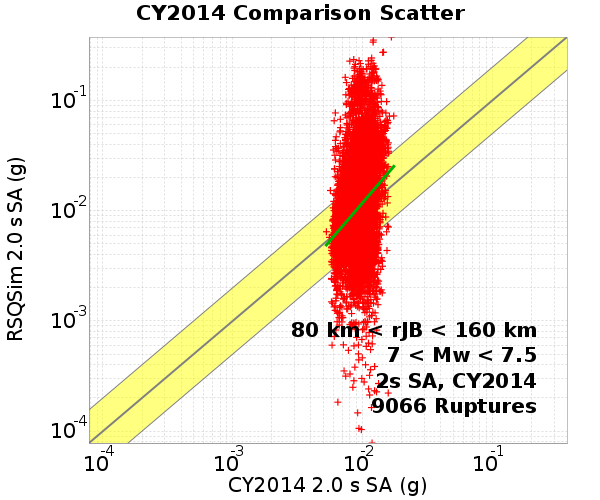 CY2014 Comparison Scatter
RSQSim 2.0 s SA (g)
10-1
10-2
10-3
10-4
80 km < rJB < 160 km
7 < Mw < 7.5
2s SA, CY2014
9066 Ruptures
10-4 10-3 10-2 10-1
CY2014 2.0 s SA (g)